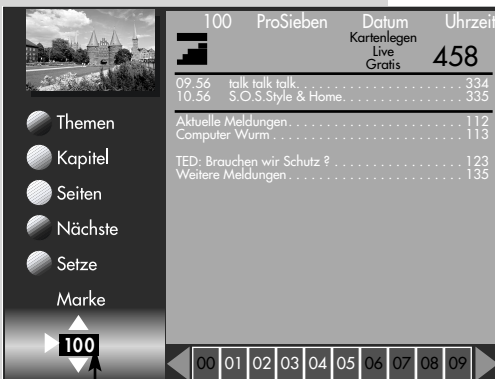 100 ProSieben Datum Uhrzeit
Kartenlegen
Live
Gratis
458
09.56 talk talk talk. . . . . . . . . . . . . . . . . . . . . . 334
10.56 S.O.S.Style & Home. . . . . . . . . . . . . . . . 335
Aktuelle Meldungen. . . . . . . . . . . . . . . . . . . . . . 112
Computer Wurm . . . . . . . . . . . . . . . . . . . . . . . . 113
TED: Brauchen wir Schutz ? . . . . . . . . . . . . . . . . 123
Weitere Meldungen. . . . . . . . . . . . . . . . . . . . . . 135
Themen
Kapitel
Seiten
Nächste
Setze
Marke
100
00 01 02 03 04 05 06 07 08 09